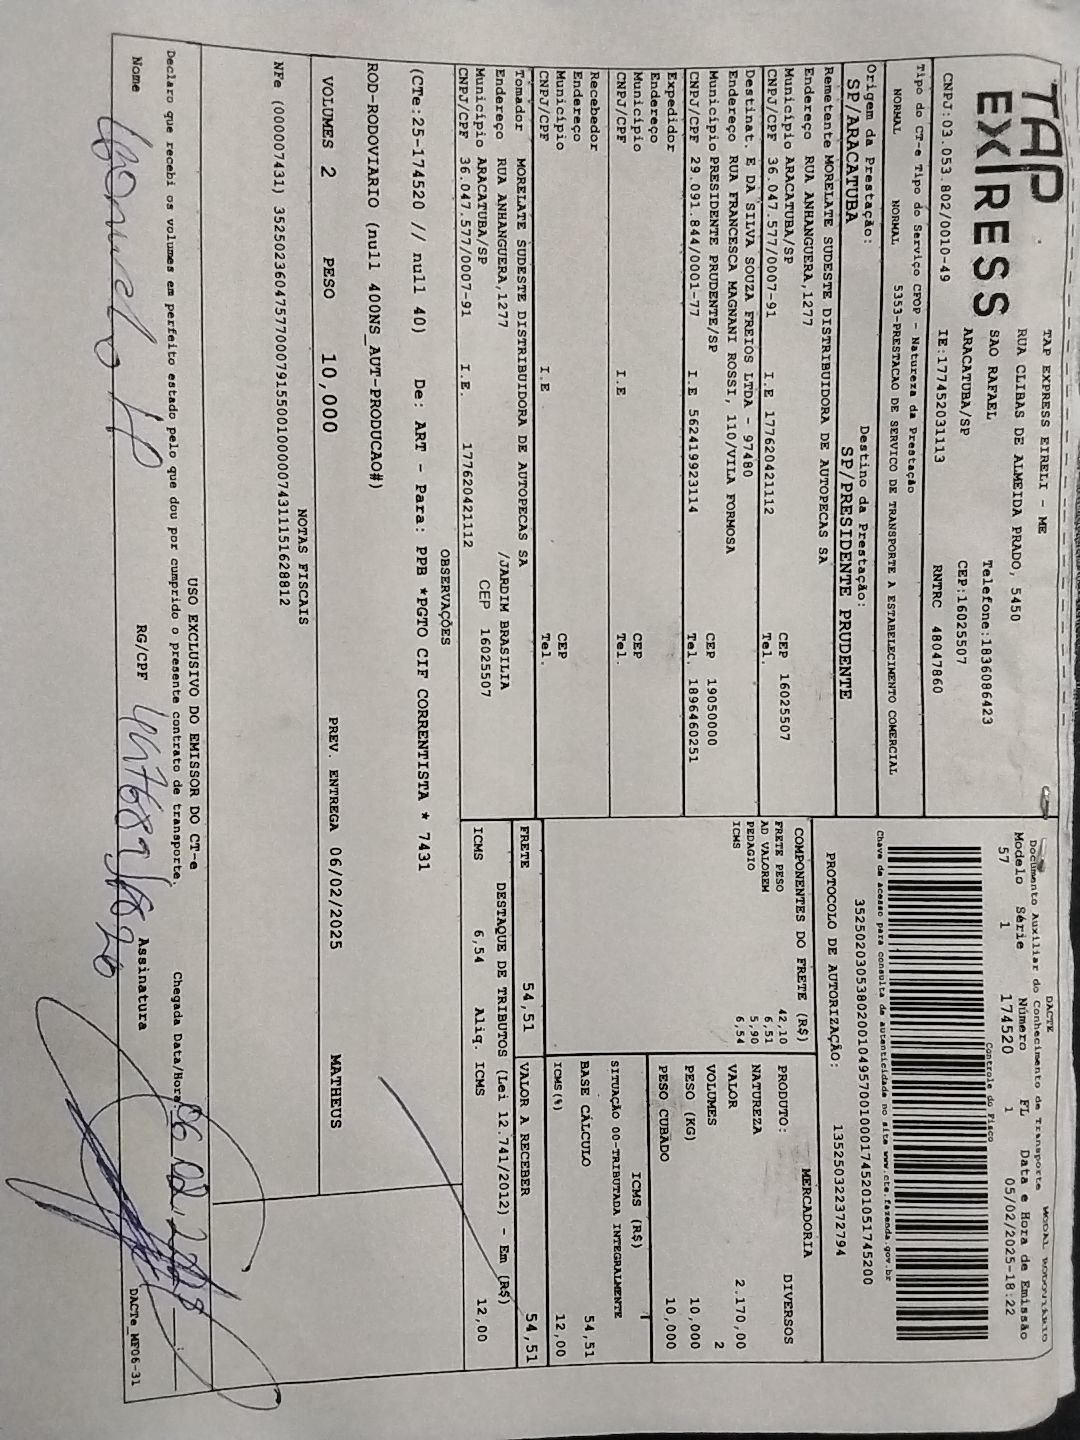 TAP
EXPRESS
TAP EXPRESS EIRELI - ME
RUA CLIBAS DE ALMEIDA PRADO, 5450
SAO RAFAEL Telefone:1836086423
ARACATUBA/SP CEP:16025507
CNPJ:03.053.802/0010-49 IE:177452031113 RNTRC 48047860
DACTE MODAL RODOVIÁRIO
Documento Auxiliar do Conhecimento de Transporte
Modelo Série Número FL Data e Hora de Emissão
57 1 174520 1 05/02/2025-18:22
Controle do Fisco
Chave de acesso para consulta de autenticidade no site www.cte.fazenda.gov.br
35250203053802001049570010001745201051745200
PROTOCOLO DE AUTORIZAÇÃO: 135250322372794
Tipo do CT-e Tipo do Serviço CFOP - Natureza da Prestação
NORMAL NORMAL 5353-PRESTACAO DE SERVICO DE TRANSPORTE A ESTABELECIMENTO COMERCIAL
Origem da Prestação: Destino da Prestação:
SP/ARACATUBA SP/PRESIDENTE PRUDENTE
Remetente MORELATE SUDESTE DISTRIBUIDORA DE AUTOPECAS SA
Endereço RUA ANHANGUERA,1277
Município ARACATUBA/SP CEP 16025507
CNPJ/CPF 36.047.577/0007-91 I.E 177620421112 Tel.
Destinat. E DA SILVA SOUZA FREIOS LTDA - 97480
Endereço RUA FRANCESCA MAGNANI ROSSI, 110/VILA FORMOSA
Município PRESIDENTE PRUDENTE/SP CEP 19050000
CNPJ/CPF 29.091.844/0001-77 I.E 562419923114 Tel. 1896460251
Expedidor
Endereço
Município CEP
CNPJ/CPF I.E Tel.
Recebedor
Endereço
Município CEP
CNPJ/CPF I.E Tel.
Tomador MORELATE SUDESTE DISTRIBUIDORA DE AUTOPECAS SA
Endereço RUA ANHANGUERA,1277 /JARDIM BRASILIA
Município ARACATUBA/SP CEP 16025507
CNPJ/CPF 36.047.577/0007-91 I.E. 177620421112
COMPONENTES DO FRETE (R$)
FRETE PESO 42,10
AD VALOREM 6,51
PEDAGIO 5,90
ICMS 6,54
MERCADORIA
PRODUTO: DIVERSOS
NATUREZA
VALOR 2.170,00
VOLUMES 2
PESO (KG) 10,000
PESO CUBADO 10,000
ICMS (R$)
SITUAÇÃO 00-TRIBUTADA INTEGRALMENTE
BASE CÁLCULO 54,51
ICMS(%) 12,00
FRETE 54,51 VALOR A RECEBER 54,51
DESTAQUE DE TRIBUTOS (Lei 12.741/2012) - Em (R$)
ICMS 6,54 Aliq. ICMS 12,00
OBSERVAÇÕES
(CTe:25-174520 // null 40) De: ART - Para: PPB *PGTO CIF CORRENTISTA * 7431
ROD-RODOVIARIO (null 400NS_AUT-PRODUCAO#)
VOLUMES 2 PESO 10,000 PREV. ENTREGA 06/02/2025 MATHEUS
NOTAS FISCAIS
NFe (000007431) 35250236047577000791550010000074311151628812
USO EXCLUSIVO DO EMISSOR DO CT-e
Declaro que recebi os volumes em perfeito estado pelo que dou por cumprido o presente contrato de transporte. Chegada Data/Hora: 06 02
Nome RG/CPF Assinatura
DACTe_MF06-31